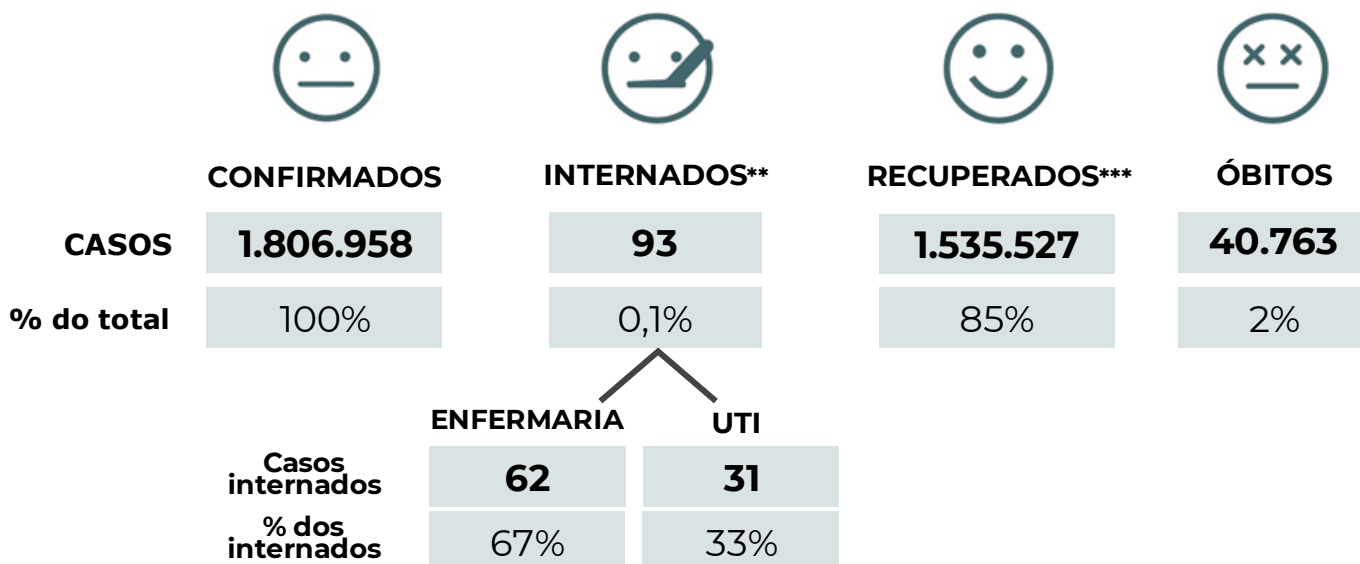 CONFIRMADOS INTERNADOS** RECUPERADOS*** ÓBITOS
CASOS 1.806.958 93 1.535.527 40.763
% do total 100% 0,1% 85% 2%
ENFERMARIA UTI
Casos
internados 62 31
% dos
internados 67% 33%